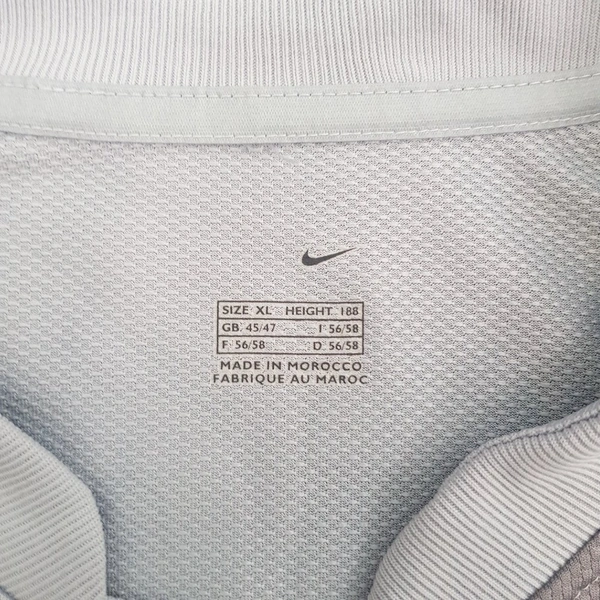 SIZE XL HEIGHT 188
GB 45/47 I 56/58
F 56/58 D 56/58
MADE IN MOROCCO
FABRIQUE AU MAROC